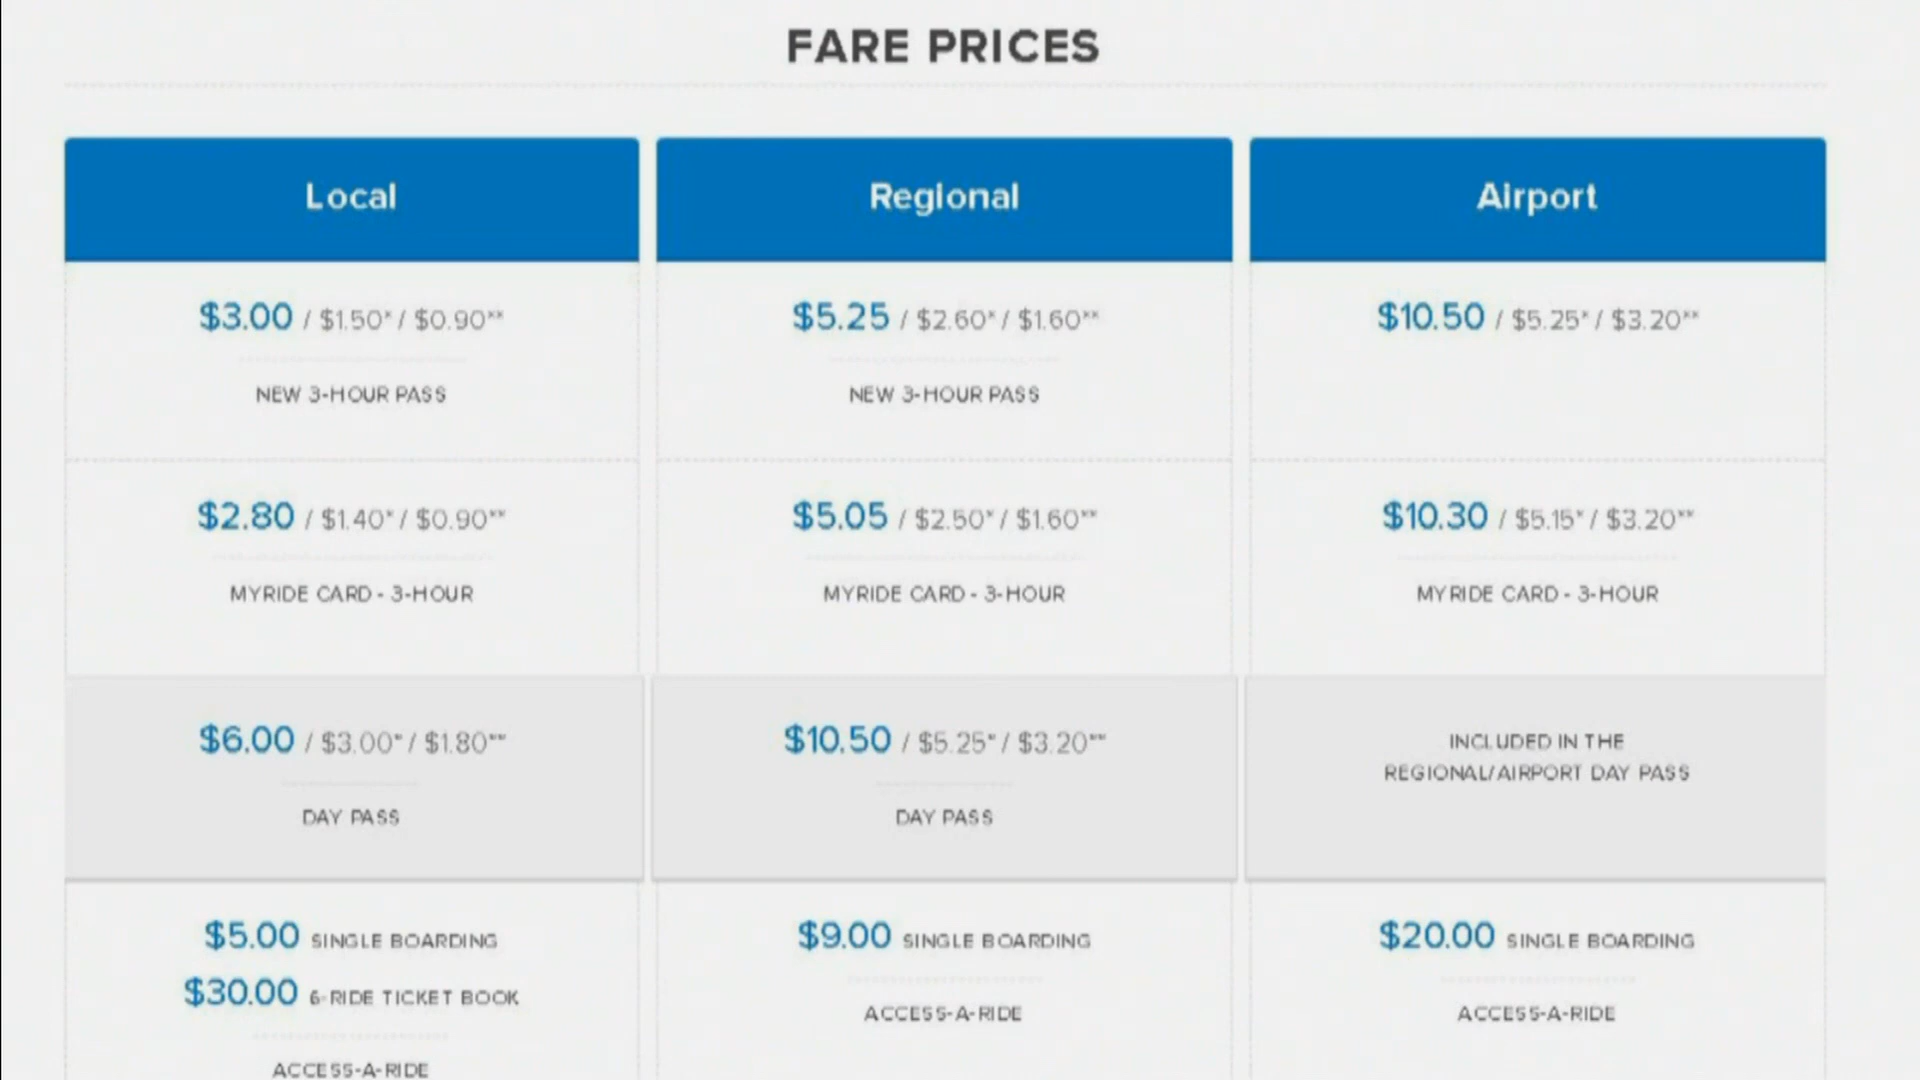 FARE PRICES
Local
$3.00 / $1.50* / $0.90**
NEW 3-HOUR PASS
$2.80 / $1.40* / $0.90**
MYRIDE CARD - 3-HOUR
$6.00 / $3.00* / $1.80**
DAY PASS
$5.00 SINGLE BOARDING
$30.00 6-RIDE TICKET BOOK
ACCESS-A-RIDE
Regional
$5.25 / $2.60* / $1.60**
NEW 3-HOUR PASS
$5.05 / $2.50* / $1.60**
MYRIDE CARD - 3-HOUR
$10.50 / $5.25* / $3.20**
DAY PASS
$9.00 SINGLE BOARDING
ACCESS-A-RIDE
Airport
$10.50 / $5.25* / $3.20**
$10.30 / $5.15* / $3.20**
MYRIDE CARD - 3-HOUR
INCLUDED IN THE
REGIONAL/AIRPORT DAY PASS
$20.00 SINGLE BOARDING
ACCESS-A-RIDE